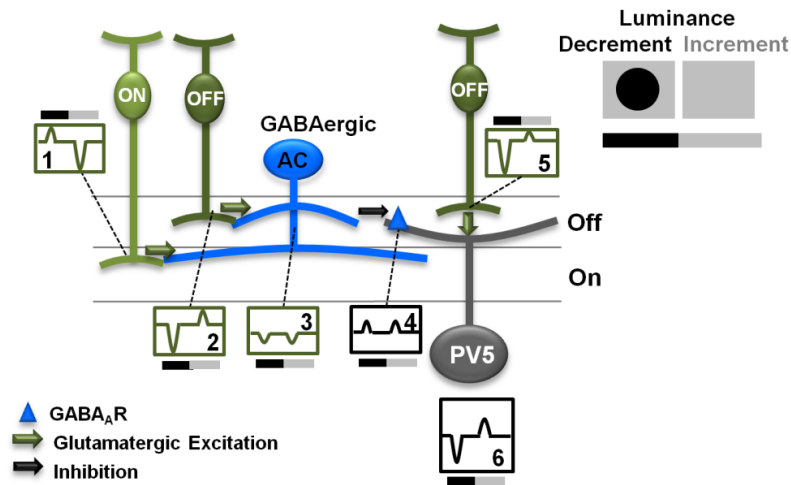 Luminance
Decrement Increment
ON
OFF
OFF
GABAergic
AC
1
5
Off
On
2
3
4
PV5
6
GABAAR
Glutamatergic Excitation
Inhibition